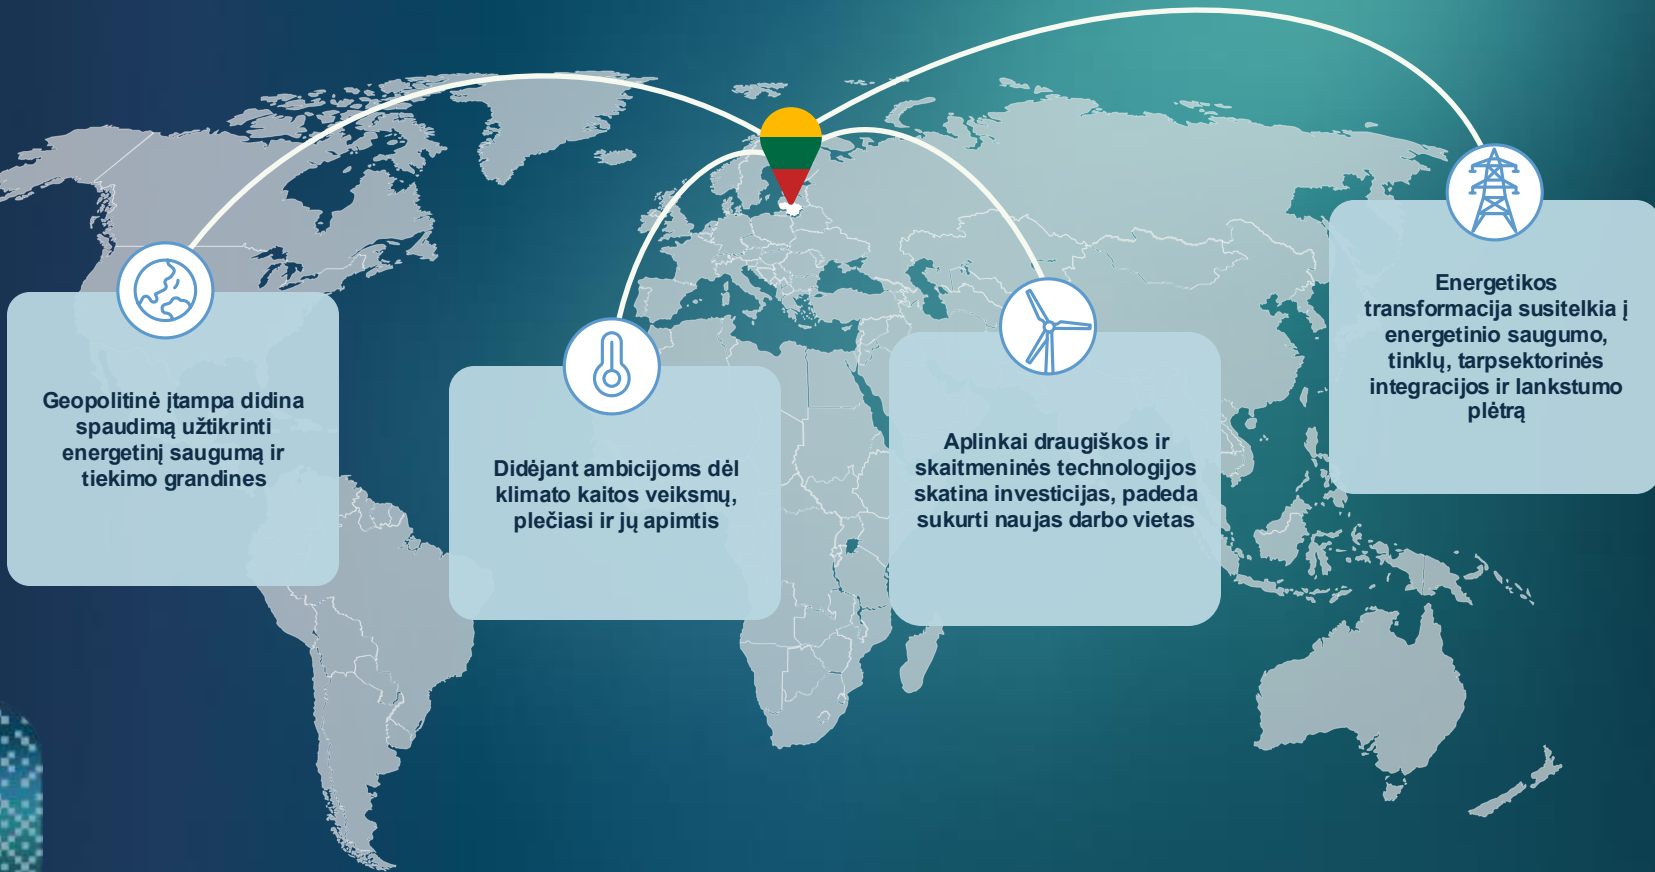 Geopolitinė įtampa didina
spaudimą užtikrinti
energetinį saugumą ir
tiekimo grandines
Didėjant ambicijoms dėl
klimato kaitos veiksmų,
plečiasi ir jų apimtis
Aplinkai draugiškos ir
skaitmeninės technologijos
skatina investicijas, padeda
sukurti naujas darbo vietas
Energetikos
transformacija susitelkia į
energetinio saugumo,
tinklų, tarpsektorinės
integracijos ir lankstumo
plėtrą